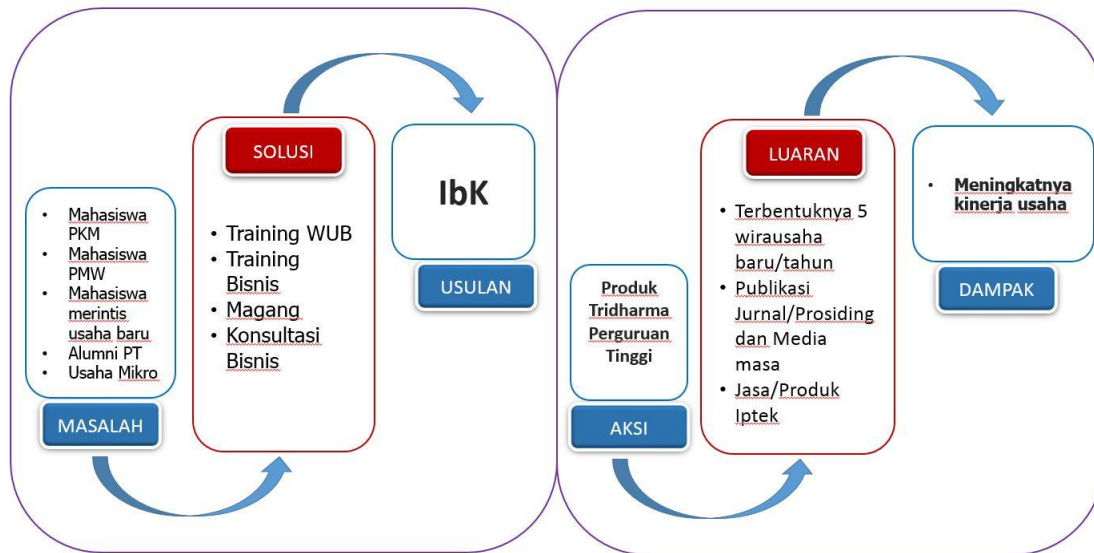 • Mahasiswa
PKM
• Mahasiswa
PMW
• Mahasiswa
merintis
usaha baru
• Alumni PT
• Usaha Mikro
MASALAH
SOLUSI
• Training WUB
• Training
Bisnis
• Magang
• Konsultasi
Bisnis
IbK
USULAN
Produk
Tridharma
Perguruan
Tinggi
AKSI
LUARAN
• Terbentuknya 5
wirausaha
baru/tahun
• Publikasi
Jurnal/Prosiding
dan Media
masa
• Jasa/Produk
Iptek
• Meningkatnya
kinerja usaha
DAMPAK